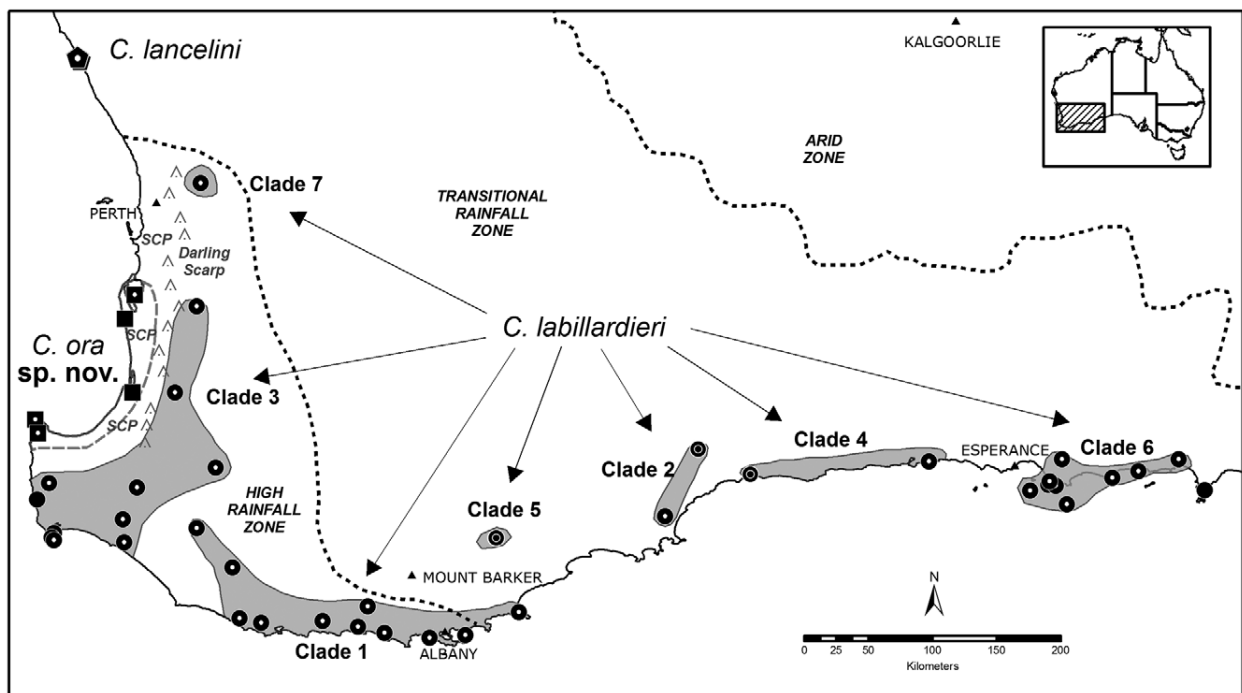 C. lancelini
KALGOORLIE
ARID
ZONE
Clade 7
TRANSITIONAL
RAINFALL
ZONE
PERTH
SCP
Darling
Scarp
C. labillardieri
SCP
C. ora
sp. nov.
Clade 3
SCP
Clade 4
ESPERANCE
Clade 6
Clade 2
HIGH
RAINFALL
ZONE
Clade 5
MOUNT BARKER
N
Clade 1
ALBANY
0 25 50 100 150 200
Kilometers